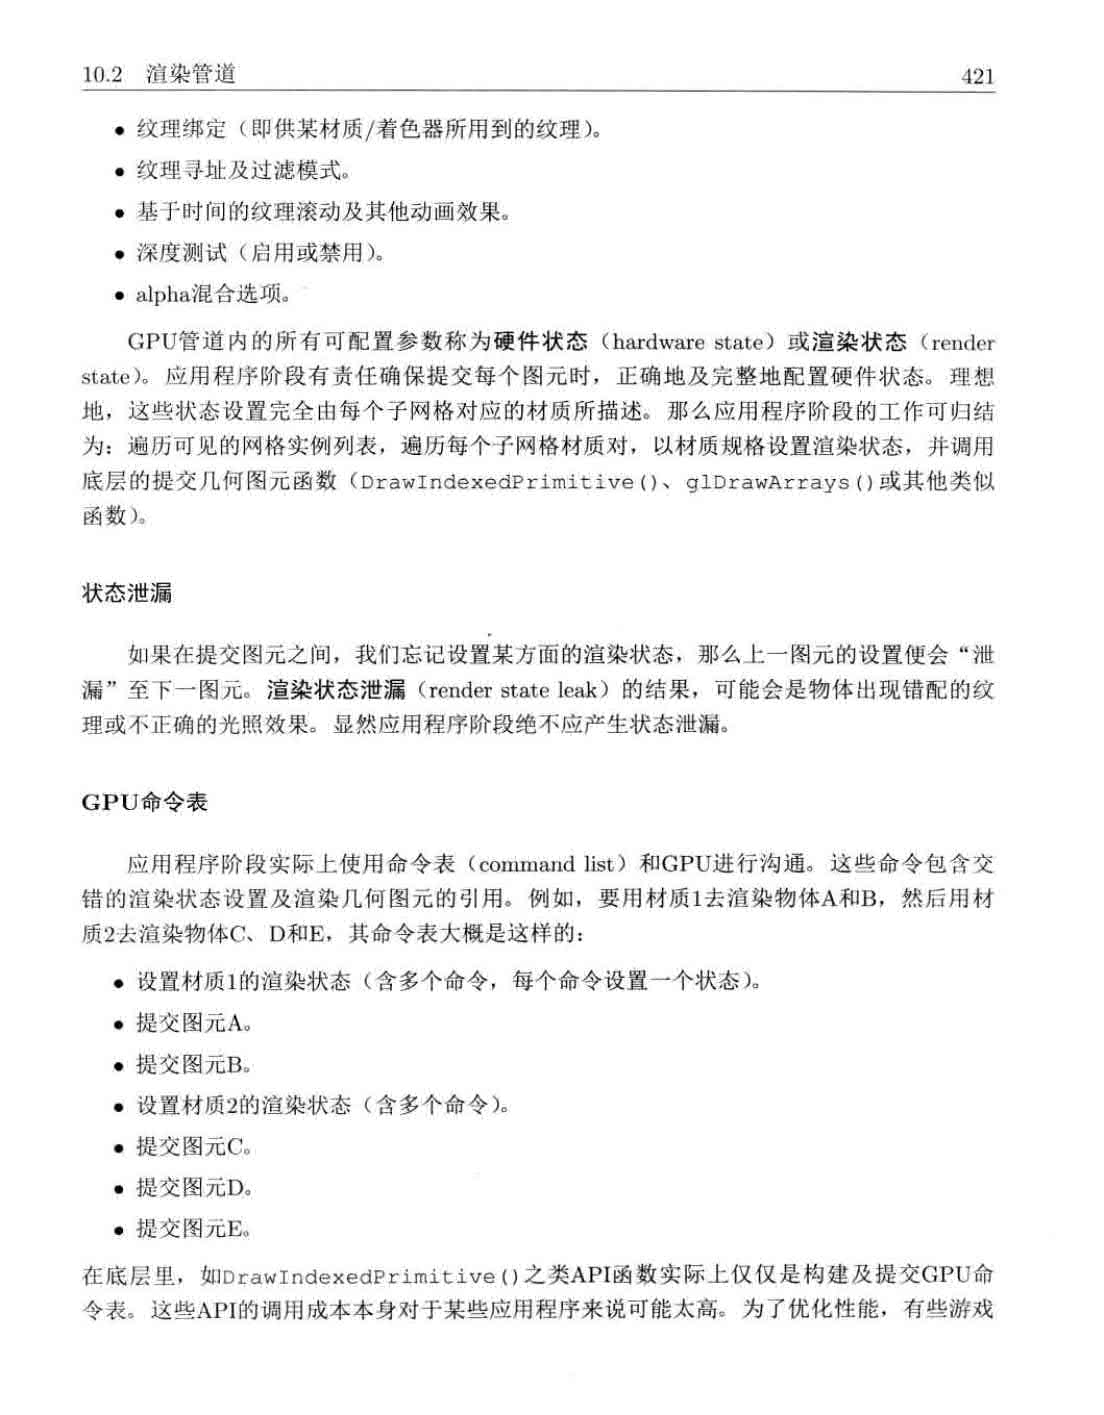 10.2 渲染管道 421
• 纹理绑定（即供某材质/着色器所用到的纹理）。
• 纹理寻址及过滤模式。
• 基于时间的纹理滚动及其他动画效果。
• 深度测试（启用或禁用）。
• alpha混合选项。
GPU管道内的所有可配置参数称为硬件状态（hardware state）或渲染状态（render
state）。应用程序阶段有责任确保提交每个图元时，正确地及完整地配置硬件状态。理想
地，这些状态设置完全由每个子网格对应的材质所描述。那么应用程序阶段的工作可归结
为：遍历可见的网格实例列表，遍历每个子网格材质对，以材质规格设置渲染状态，并调用
底层的提交几何图元函数（DrawIndexedPrimitive()、glDrawArrays()或其他类似
函数）。
状态泄漏
如果在提交图元之间，我们忘记设置某方面的渲染状态，那么上一图元的设置便会“泄
漏”至下一图元。渲染状态泄漏（render state leak）的结果，可能会是物体出现错配的纹
理或不正确的光照效果。显然应用程序阶段绝不应产生状态泄漏。
GPU命令表
应用程序阶段实际上使用命令表（command list）和GPU进行沟通。这些命令包含交
错的渲染状态设置及渲染几何图元的引用。例如，要用材质1去渲染物体A和B，然后用材
质2去渲染物体C、D和E，其命令表大概是这样的：
• 设置材质1的渲染状态（含多个命令，每个命令设置一个状态）。
• 提交图元A。
• 提交图元B。
• 设置材质2的渲染状态（含多个命令）。
• 提交图元C。
• 提交图元D。
• 提交图元E。
在底层里，如DrawIndexedPrimitive()之类API函数实际上仅仅是构建及提交GPU命
令表。这些API的调用成本本身对于某些应用程序来说可能太高。为了优化性能，有些游戏